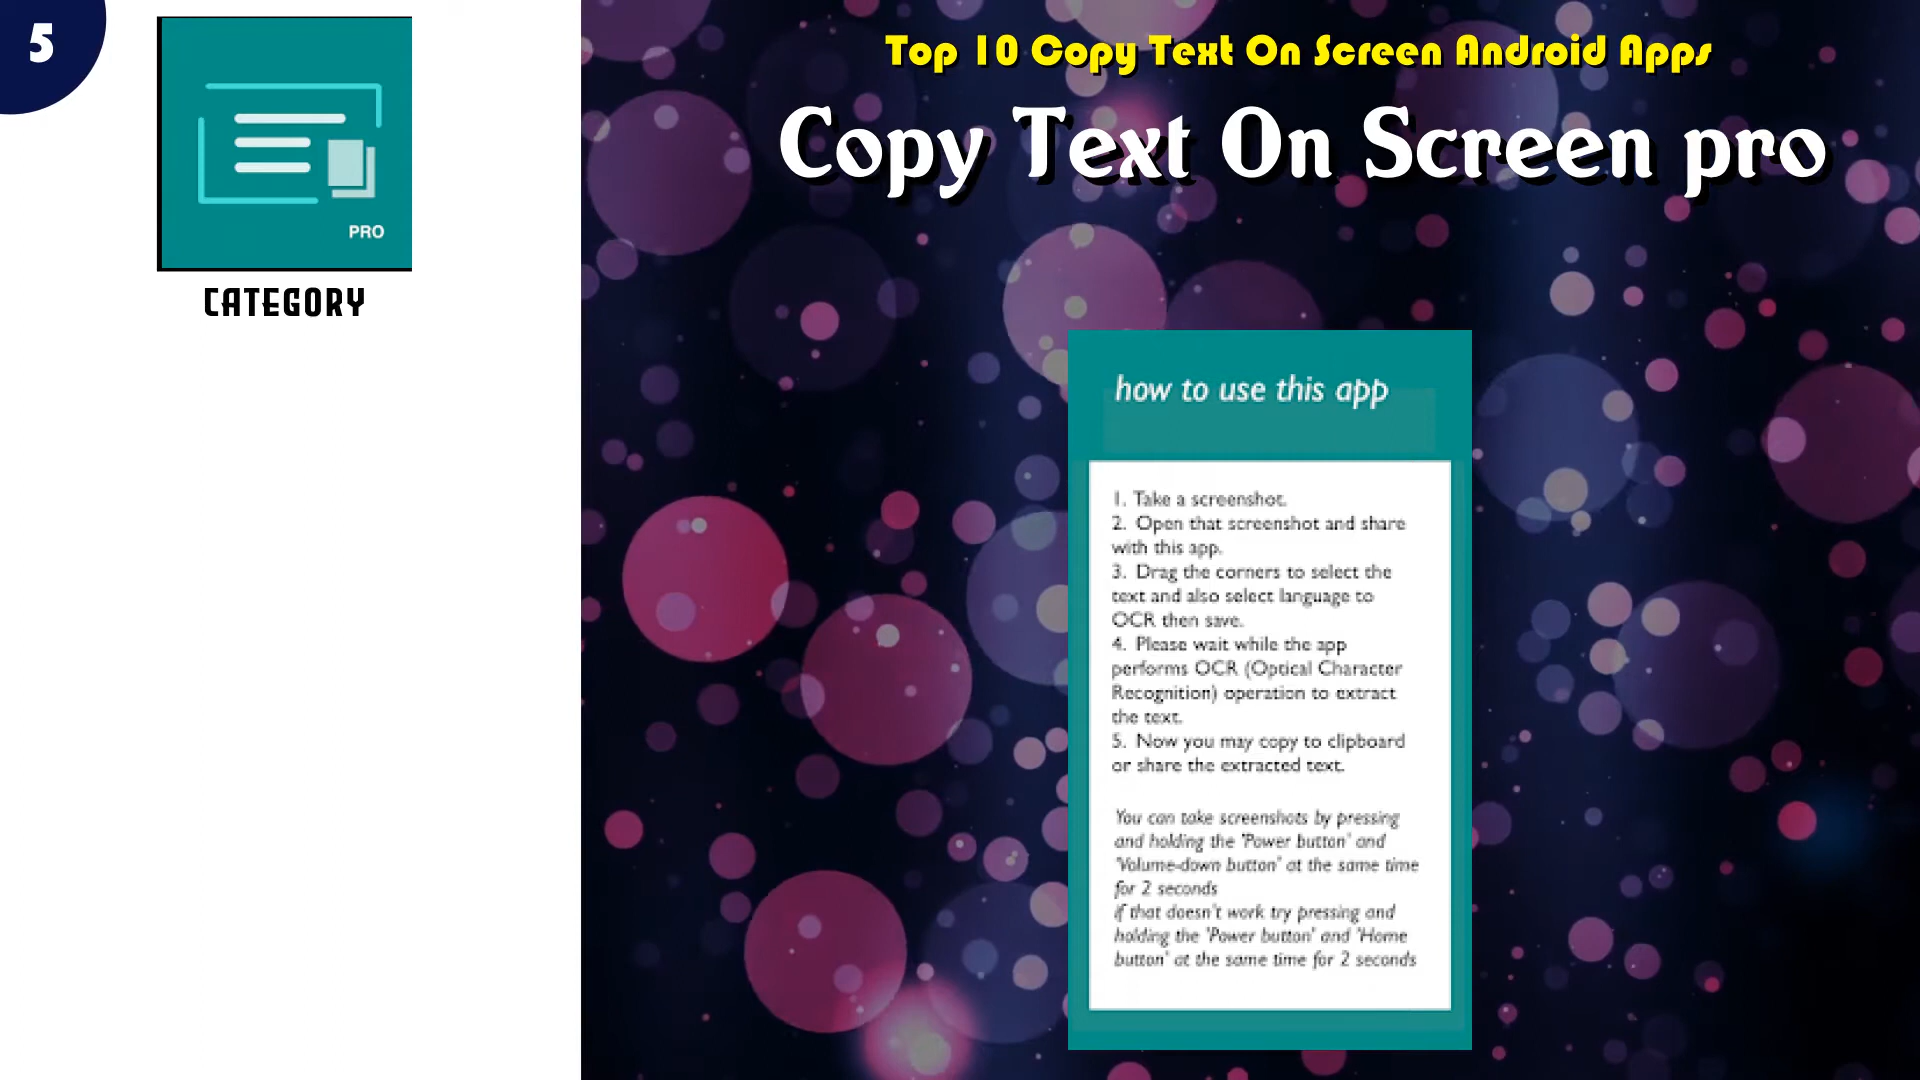 5
PRO
CATEGORY
Top 10 Copy Text On Screen Android Apps
Copy Text On Screen pro
how to use this app
1. Take a screenshot.
2. Open that screenshot and share
with this app.
3. Drag the corners to select the
text and also select language to
OCR then save.
4. Please wait while the app
performs OCR (Optical Character
Recognition) operation to extract
the text.
5. Now you may copy to clipboard
or share the extracted text.
You can take screenshots by pressing
and holding the 'Power button' and
'Volume-down button' at the same time
for 2 seconds
if that doesn't work try pressing and
holding the 'Power button' and 'Home
button' at the same time for 2 seconds